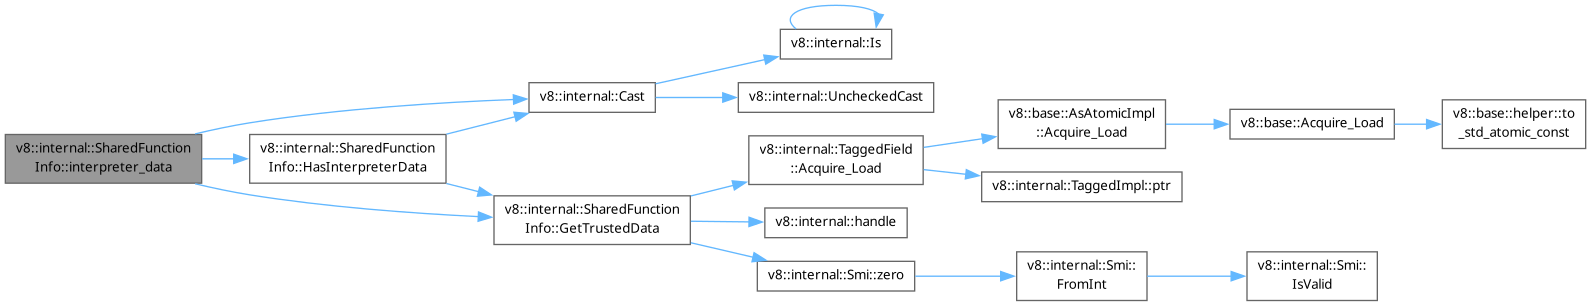 v8::internal::SharedFunction
Info::interpreter_data
v8::internal::SharedFunction
Info::HasInterpreterData
v8::internal::Cast
v8::internal::Is
v8::internal::UncheckedCast
v8::internal::SharedFunction
Info::GetTrustedData
v8::internal::TaggedField
::Acquire_Load
v8::internal::handle
v8::internal::Smi::zero
v8::base::AsAtomicImpl
::Acquire_Load
v8::internal::TaggedImpl::ptr
v8::internal::Smi::
FromInt
v8::base::Acquire_Load
v8::internal::Smi::
IsValid
v8::base::helper::to
_std_atomic_const